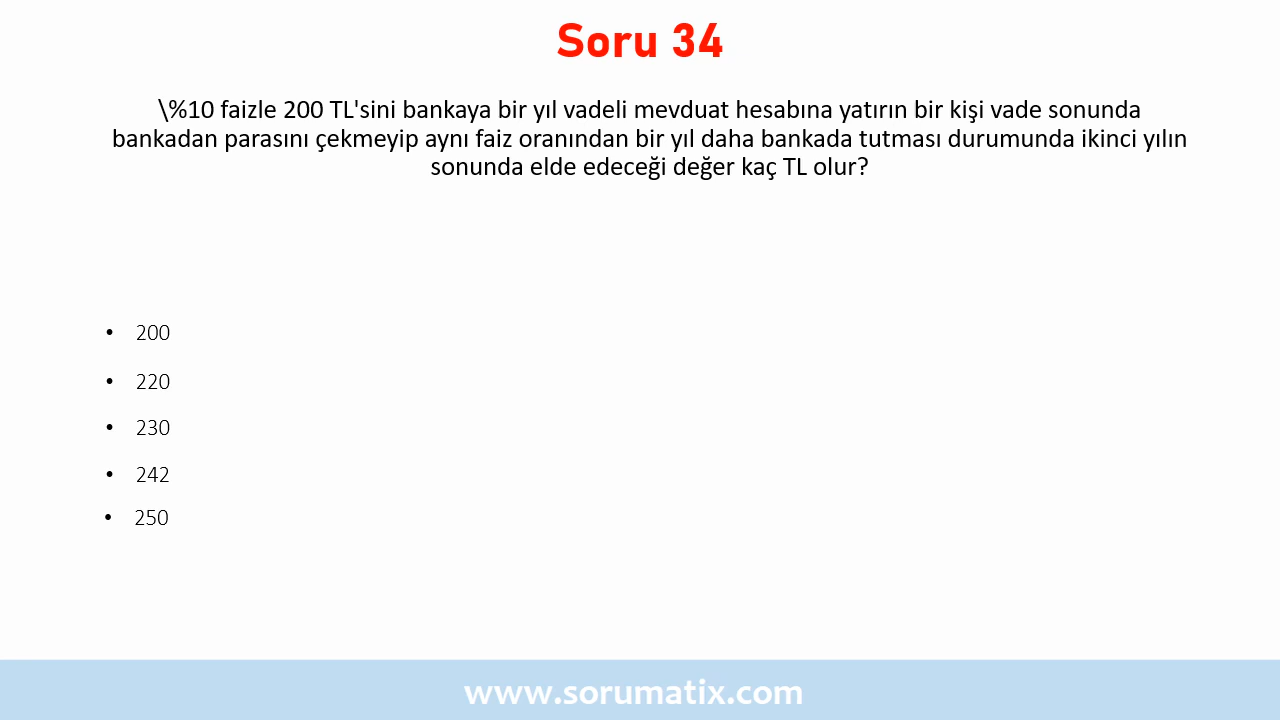 Soru 34
\%10 faizle 200 TL'sini bankaya bir yıl vadeli mevduat hesabına yatırın bir kişi vade sonunda
bankadan parasını çekmeyip aynı faiz oranından bir yıl daha bankada tutması durumunda ikinci yılın
sonunda elde edeceği değer kaç TL olur?
• 200
• 220
• 230
• 242
• 250
www.sorumatix.com